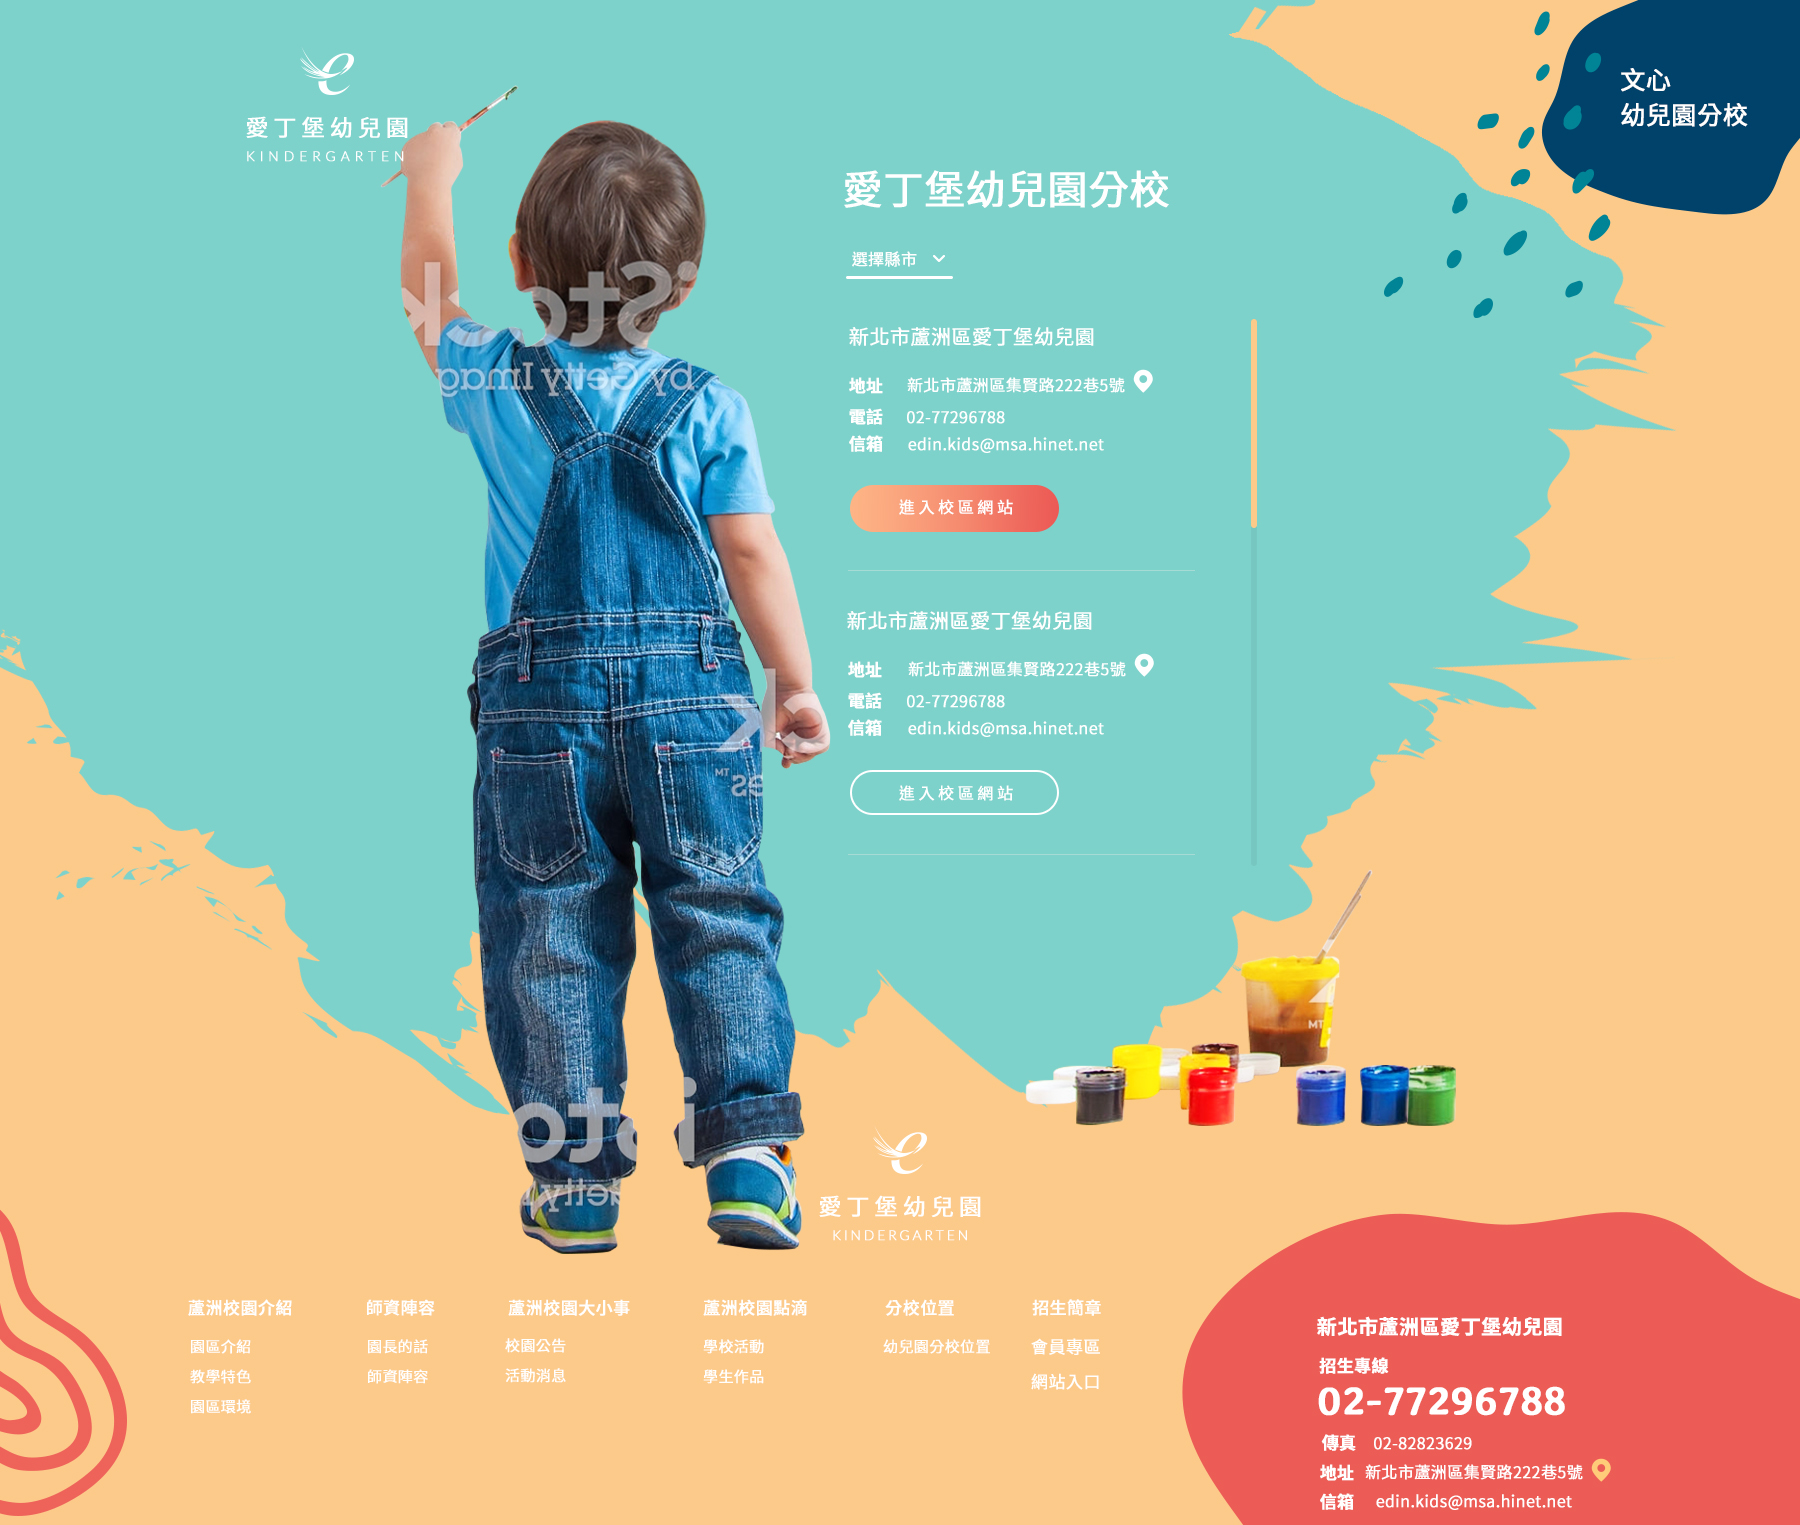 愛丁堡幼兒園
KINDERGARTEN
文心
幼兒園分校
愛丁堡幼兒園分校
選擇縣市
新北市蘆洲區愛丁堡幼兒園
地址 新北市蘆洲區集賢路222巷5號
電話 02-77296788
信箱 edin.kids@msa.hinet.net
進入校區網站
新北市蘆洲區愛丁堡幼兒園
地址 新北市蘆洲區集賢路222巷5號
電話 02-77296788
信箱 edin.kids@msa.hinet.net
進入校區網站
iStock
by Getty Imag
愛丁堡幼兒園
KINDERGARTEN
蘆洲校園介紹
園區介紹
教學特色
園區環境
師資陣容
園長的話
師資陣容
蘆洲校園大小事
校園公告
活動消息
蘆洲校園點滴
學校活動
學生作品
分校位置
幼兒園分校位置
招生簡章
會員專區
網站入口
新北市蘆洲區愛丁堡幼兒園
招生專線
02-77296788
傳真 02-82823629
地址 新北市蘆洲區集賢路222巷5號
信箱 edin.kids@msa.hinet.net